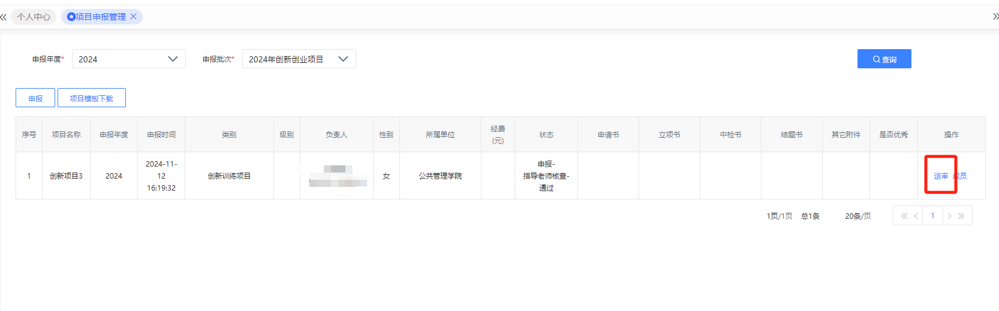 个人中心 项目申报管理
申报年度* 2024 申报批次* 2024年创新创业项目 查询
申报 项目模板下载
序号 项目名称 申报年度 申报时间 类别 级别 负责人 性别 所属单位 经费(元) 状态 申请书 立项书 中检书 结题书 其它附件 是否优秀 操作
1 创新项目3 2024 2024-11-12 16:19:32 创新训练项目 女 公共管理学院 申报-指导老师核查-通过 送审 成员
1页/1页 总1条 20条/页 1